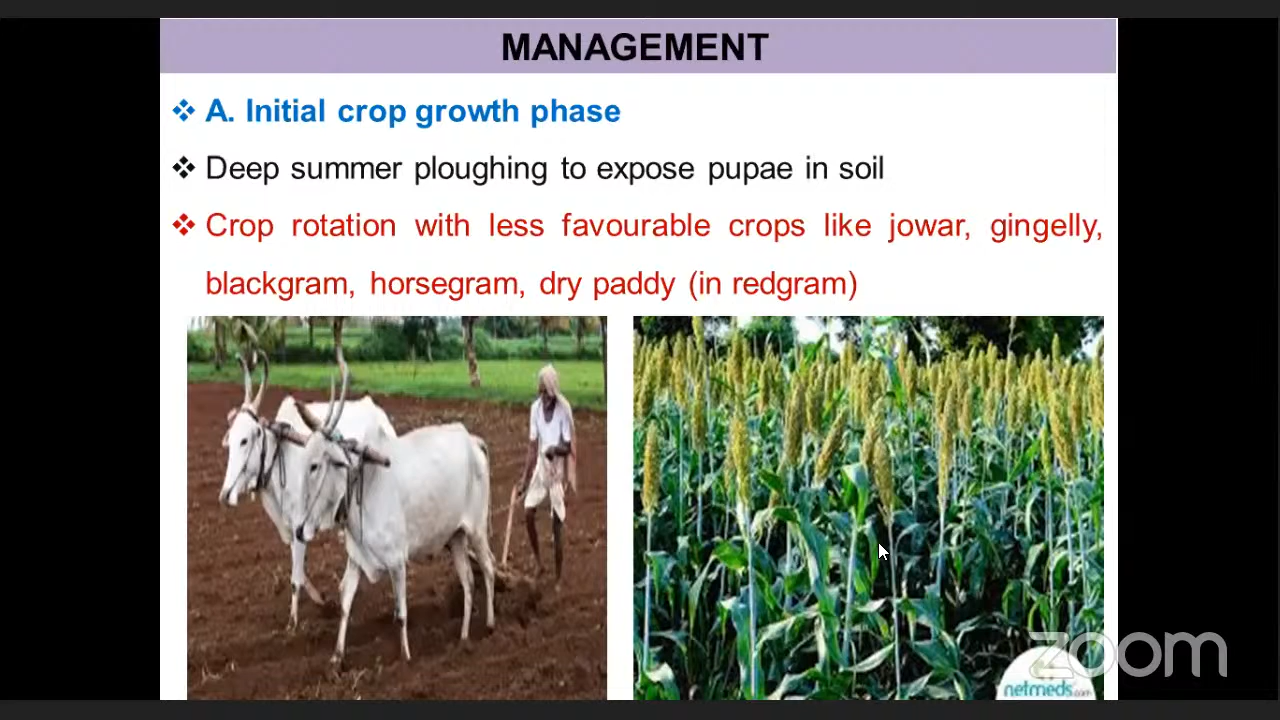 MANAGEMENT
A. Initial crop growth phase
Deep summer ploughing to expose pupae in soil
Crop rotation with less favourable crops like jowar, gingelly,
blackgram, horsegram, dry paddy (in redgram)
zoom
netmeds.com